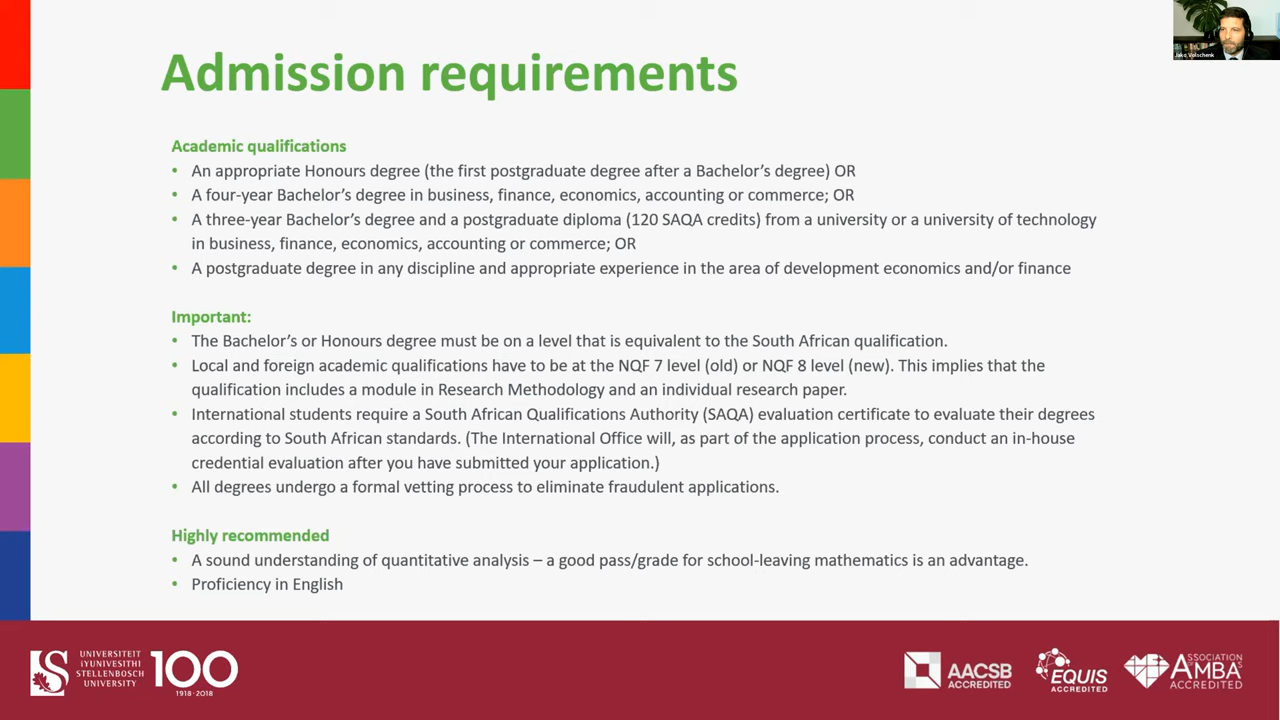 Admission requirements
Jako Volschenk
Academic qualifications
• An appropriate Honours degree (the first postgraduate degree after a Bachelor's degree) OR
• A four-year Bachelor's degree in business, finance, economics, accounting or commerce; OR
• A three-year Bachelor's degree and a postgraduate diploma (120 SAQA credits) from a university or a university of technology
in business, finance, economics, accounting or commerce; OR
• A postgraduate degree in any discipline and appropriate experience in the area of development economics and/or finance
Important:
• The Bachelor's or Honours degree must be on a level that is equivalent to the South African qualification.
• Local and foreign academic qualifications have to be at the NQF 7 level (old) or NQF 8 level (new). This implies that the
qualification includes a module in Research Methodology and an individual research paper.
• International students require a South African Qualifications Authority (SAQA) evaluation certificate to evaluate their degrees
according to South African standards. (The International Office will, as part of the application process, conduct an in-house
credential evaluation after you have submitted your application.)
• All degrees undergo a formal vetting process to eliminate fraudulent applications.
Highly recommended
• A sound understanding of quantitative analysis – a good pass/grade for school-leaving mathematics is an advantage.
• Proficiency in English
UNIVERSITEIT
iYUNIVESITHI
STELLENBOSCH
UNIVERSITY
100
1918·2018
AACSB
ACCREDITED
EQUIS
ACCREDITED
ASSOCIATION
OF AMBAs
ACCREDITED